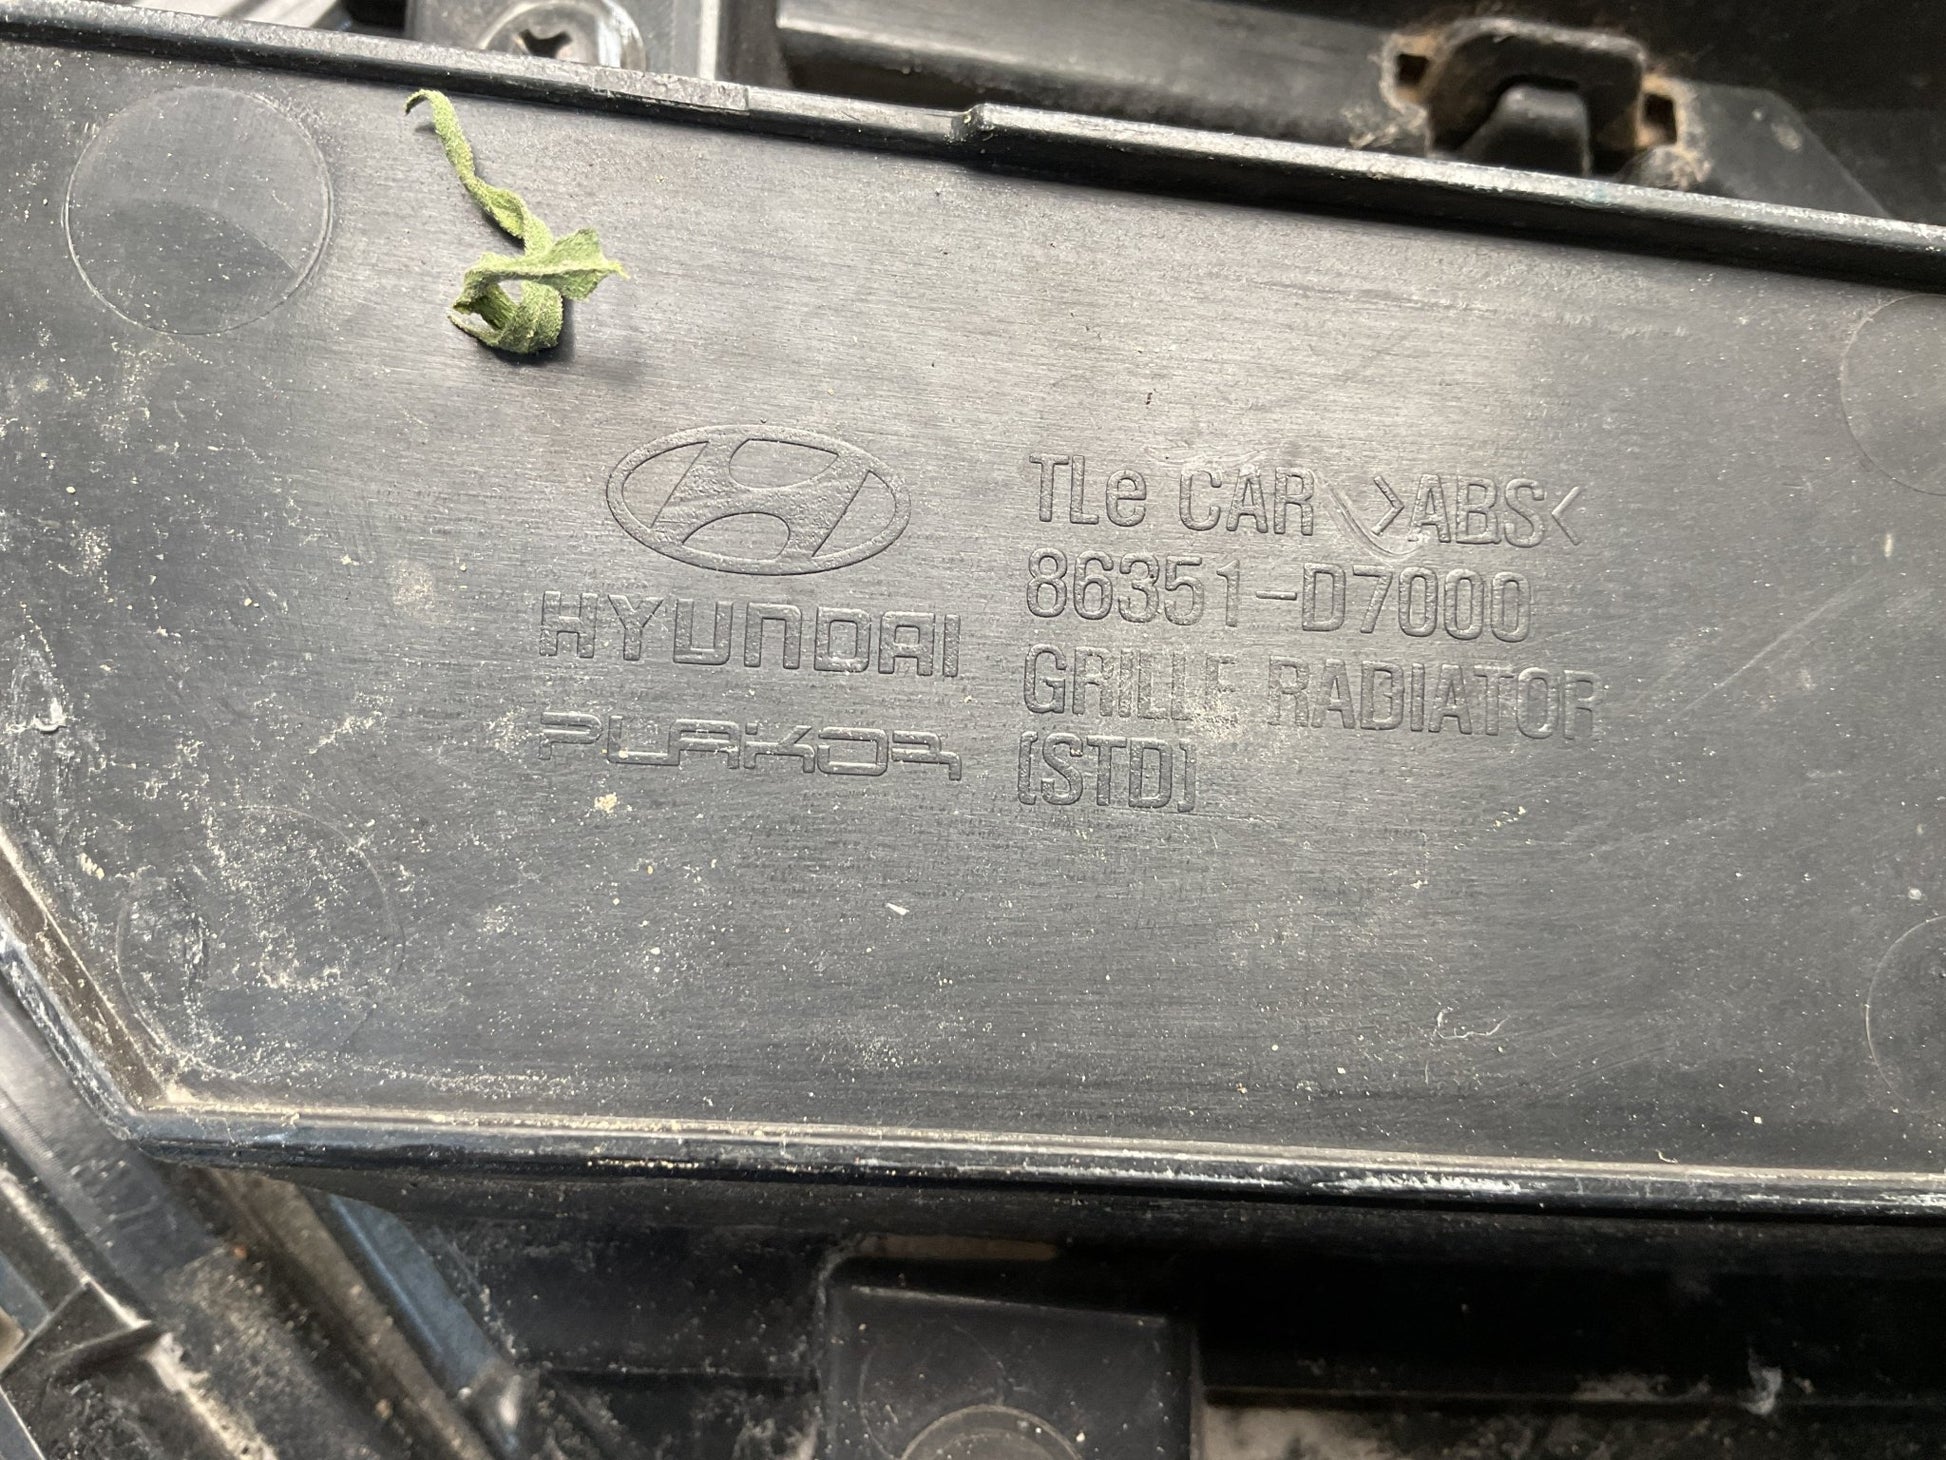 HYUNDAI
PLAKOR
TLe CAR >ABS<
86351-D7000
GRILLE RADIATOR
(STD)